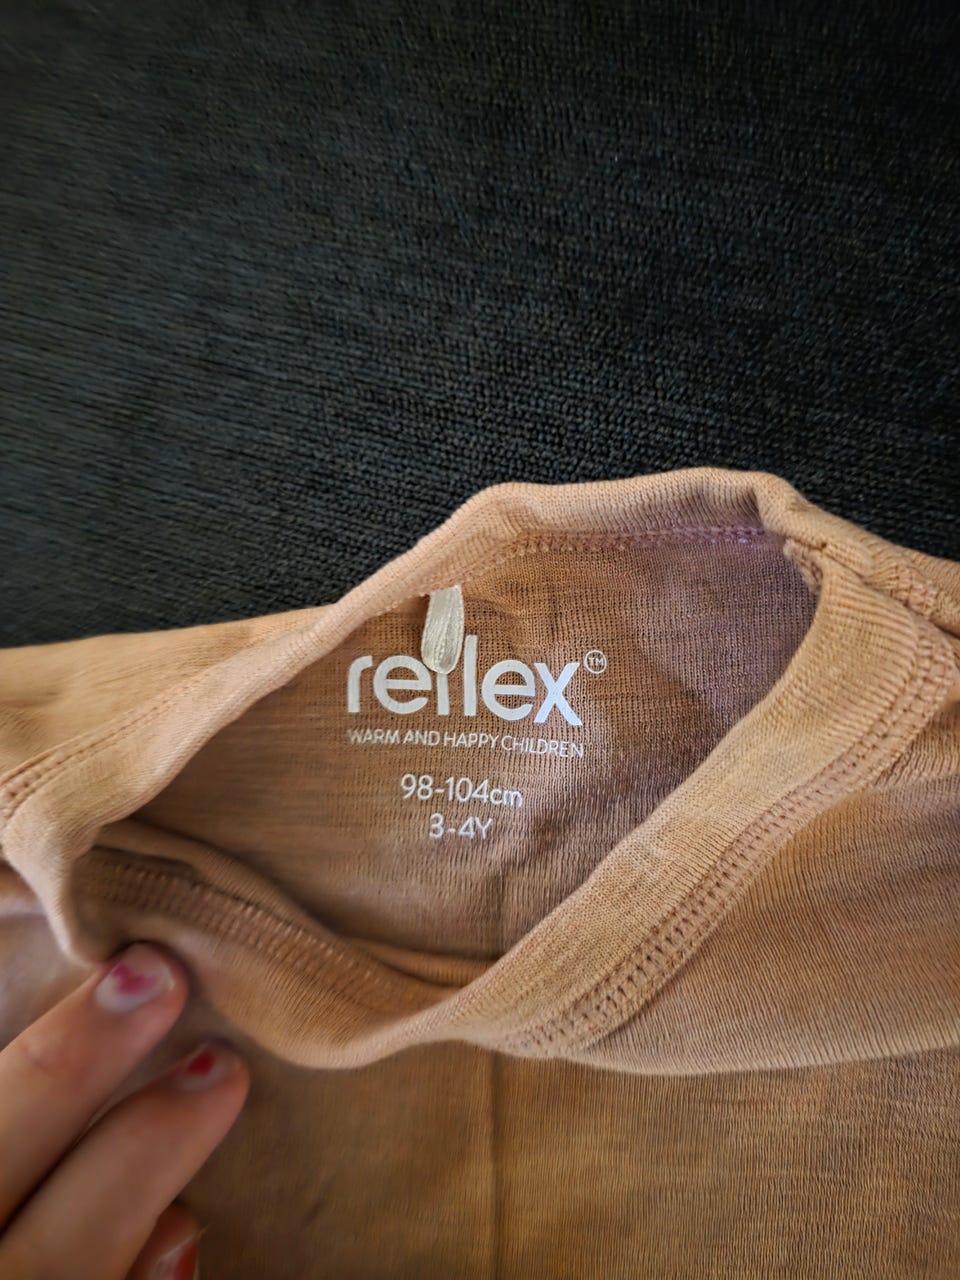 reflex™
WARM AND HAPPY CHILDREN
98-104cm
3-4Y